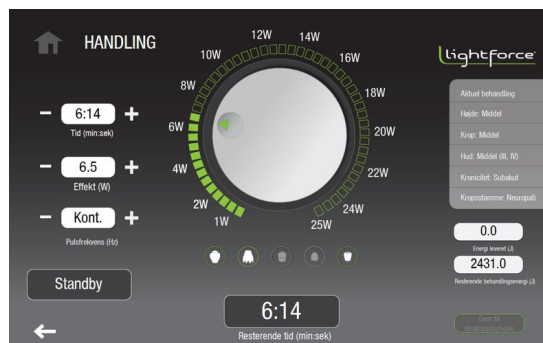 HANDLING
lightforce
12W
14W
10W
16W
8W
18W
6W
20W
4W
22W
2W
24W
1W
25W
6:14
Tid (min:sek)
6.5
Effekt (W)
Kont.
Pulsfrekvens (Hz)
Standby
6:14
Resterende tid (min:sek)
Aktuel behandling
Højde: Middel
Krop: Middel
Hud: Middel (III, IV)
Kronicitet: Subakut
Kropsstamme: Neuropati
0.0
Energi leveret (J)
2431.0
Resterende behandlingsenergi (J)
Gem til